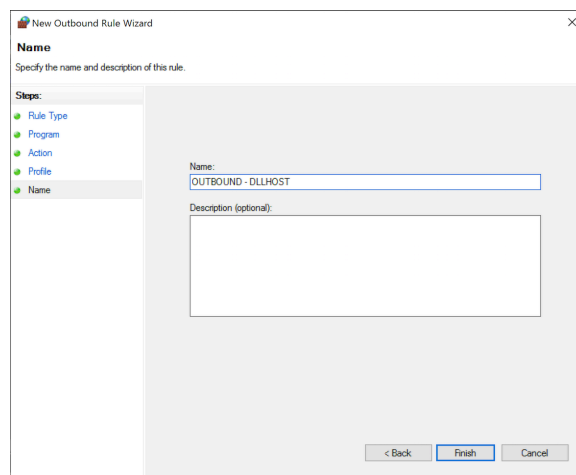 New Outbound Rule Wizard
Name
Specify the name and description of this rule.
Steps:
Rule Type
Program
Action
Profile
Name
Name:
OUTBOUND - DLLHOST
Description (optional):
< Back
Finish
Cancel